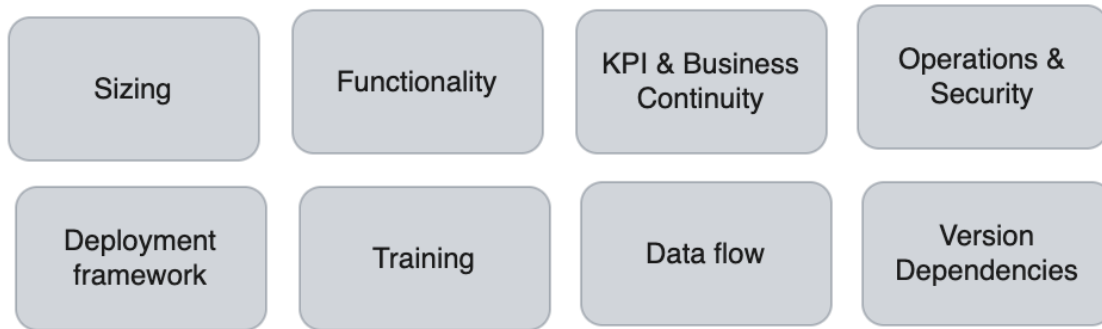 Sizing
Functionality
KPI & Business
Continuity
Operations &
Security
Deployment
framework
Training
Data flow
Version
Dependencies